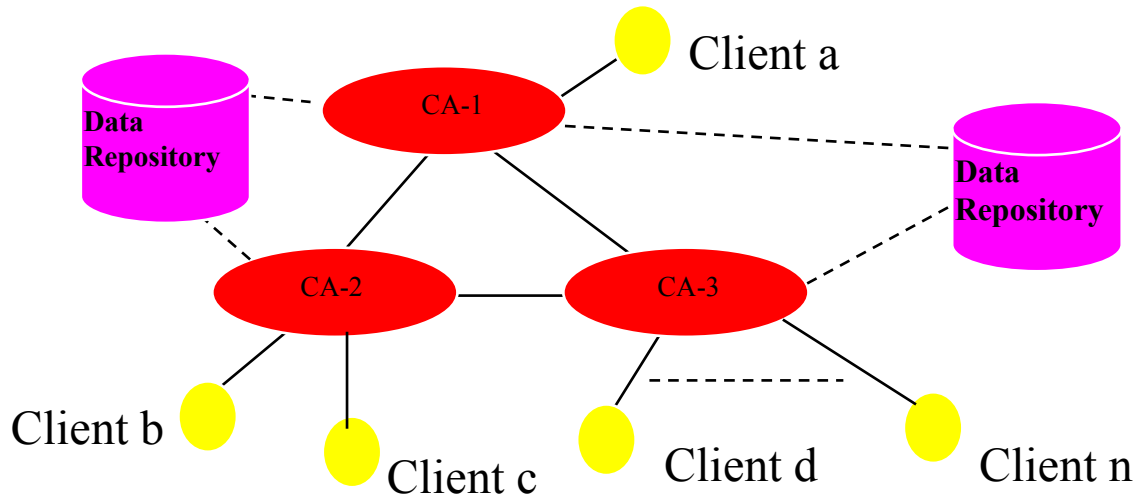 Client a
CA-1
Data
Repository
Data
Repository
CA-2
CA-3
Client b
Client c
Client d
Client n